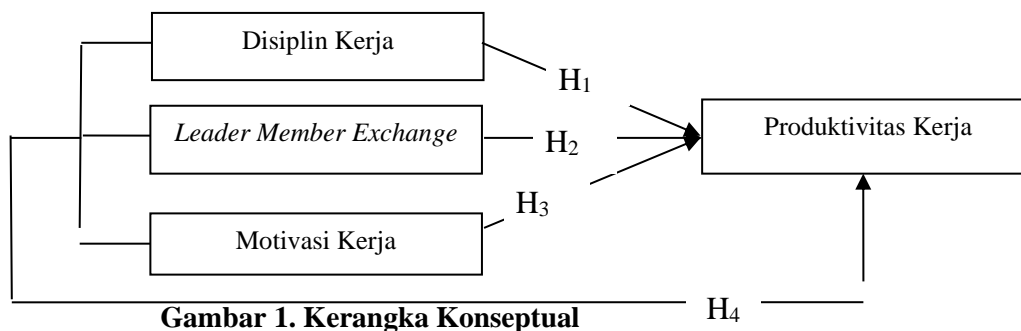 Disiplin Kerja
H1
Leader Member Exchange
H2
Produktivitas Kerja
H3
Motivasi Kerja
H4
Gambar 1. Kerangka Konseptual